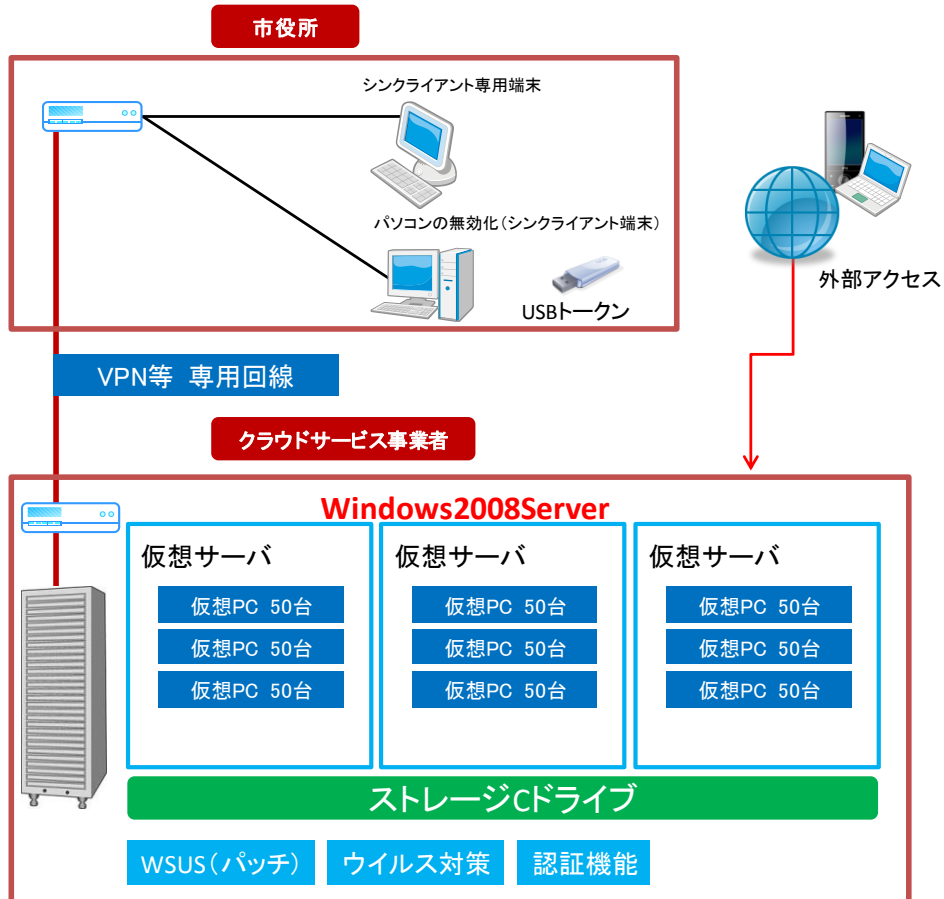 市役所
シンクライアント専用端末
パソコンの無効化（シンクライアント端末）
USBトークン
外部アクセス
VPN等 専用回線
クラウドサービス事業者
Windows2008Server
仮想サーバ
仮想PC 50台
仮想PC 50台
仮想PC 50台
仮想サーバ
仮想PC 50台
仮想PC 50台
仮想PC 50台
仮想サーバ
仮想PC 50台
仮想PC 50台
仮想PC 50台
ストレージCドライブ
WSUS（パッチ）
ウイルス対策
認証機能